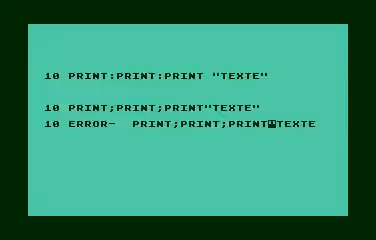 10 PRINT:PRINT:PRINT "TEXTE"
10 PRINT;PRINT;PRINT"TEXTE"
10 ERROR-  PRINT;PRINT;PRINT"TEXTE